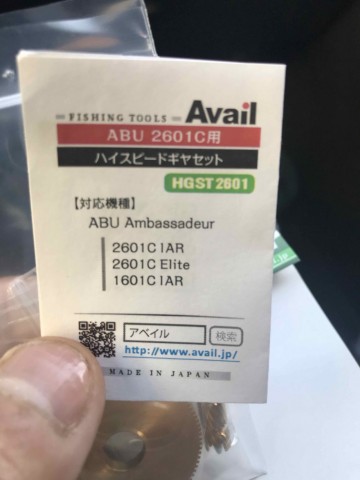 FISHING TOOLS Avail
ABU 2601C用
ハイスピードギヤセット
HGST2601
【対応機種】
ABU Ambassadeur
2601C IAR
2601C Elite
1601C IAR
アベイル 検索
http://www.avail.jp/
MADE IN JAPAN